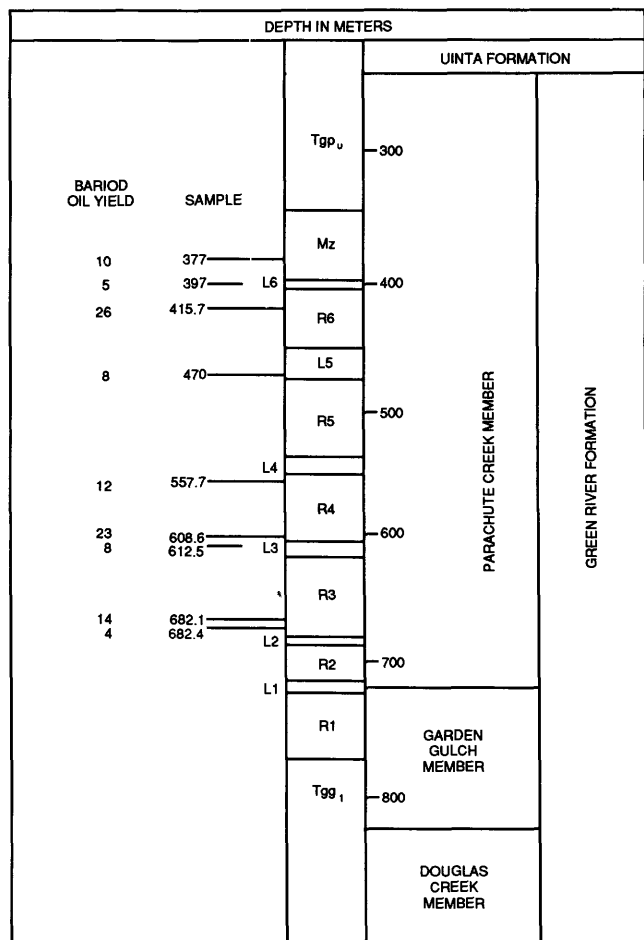 DEPTH IN METERS
UINTA FORMATION
BARIOD
OIL YIELD
SAMPLE
Tgp u
300
Mz
10 377
5 397 L6 400
26 415.7
R6
L5
8 470
R5
500
PARACHUTE CREEK MEMBER
GREEN RIVER FORMATION
L4
12 557.7
R4
23 608.6 600
8 612.5 L3
R3
14 682.1
4 682.4
L2
R2 700
L1
R1
GARDEN
GULCH
MEMBER
Tgg 1 800
DOUGLAS
CREEK
MEMBER